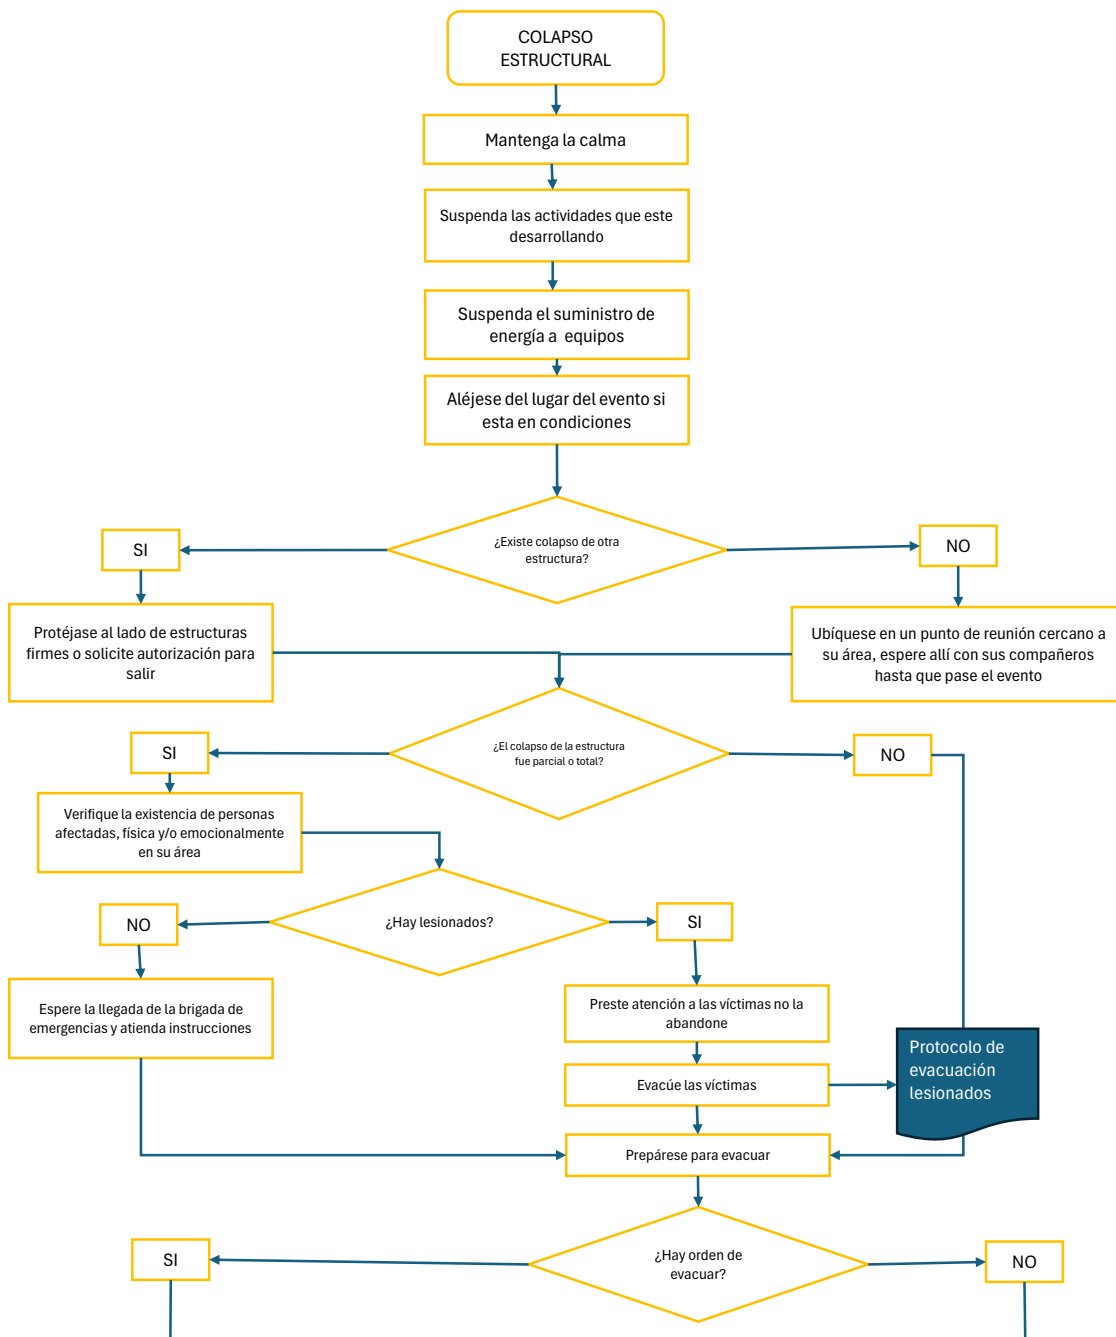 COLAPSO
ESTRUCTURAL
Mantenga la calma
Suspenda las actividades que este
desarrollando
Suspenda el suministro de
energía a equipos
Aléjese del lugar del evento si
esta en condiciones
¿Existe colapso de otra
estructura?
SI
NO
Protéjase al lado de estructuras
firmes o solicite autorización para
salir
Ubíquese en un punto de reunión cercano a
su área, espere allí con sus compañeros
hasta que pase el evento
¿El colapso de la estructura
fue parcial o total?
SI
NO
Verifique la existencia de personas
afectadas, física y/o emocionalmente
en su área
¿Hay lesionados?
NO
SI
Espere la llegada de la brigada de
emergencias y atienda instrucciones
Preste atención a las víctimas no la
abandone
Evacúe las víctimas
Protocolo de
evacuación
lesionados
Prepárese para evacuar
¿Hay orden de
evacuar?
SI
NO